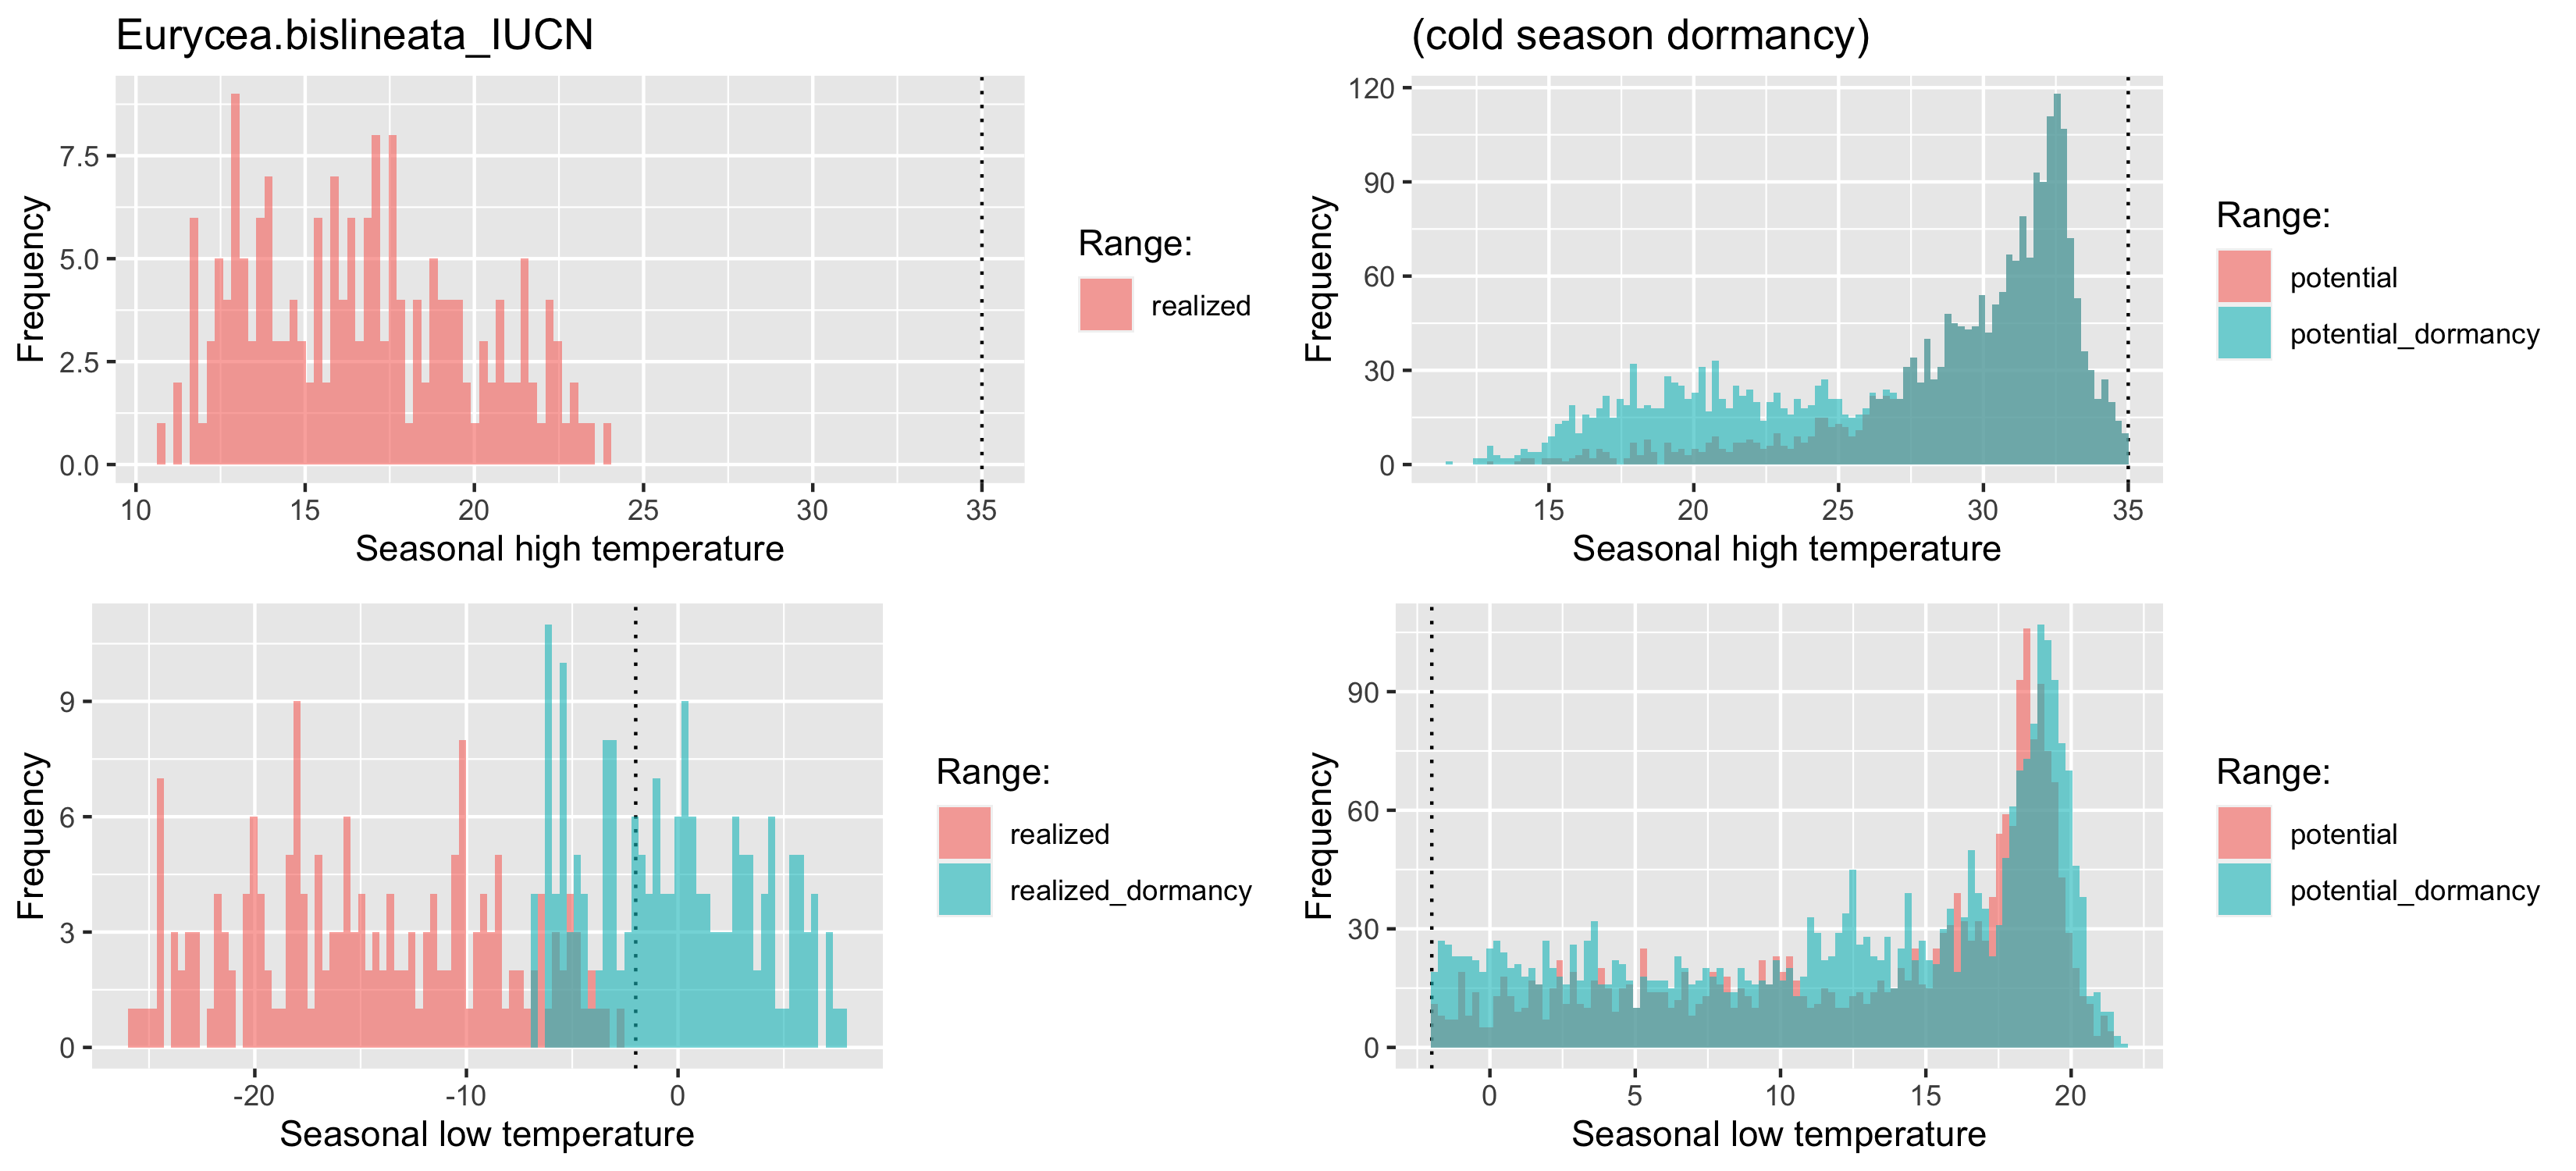 Eurycea.bislineata_IUCN
Frequency
7.5
5.0
2.5
0.0
10 15 20 25 30 35
Seasonal high temperature
Range:
realized
(cold season dormancy)
Frequency
120
90
60
30
0
15 20 25 30 35
Seasonal high temperature
Range:
potential
potential_dormancy
Frequency
9
6
3
0
-20 -10 0
Seasonal low temperature
Range:
realized
realized_dormancy
Frequency
90
60
30
0
0 5 10 15 20
Seasonal low temperature
Range:
potential
potential_dormancy